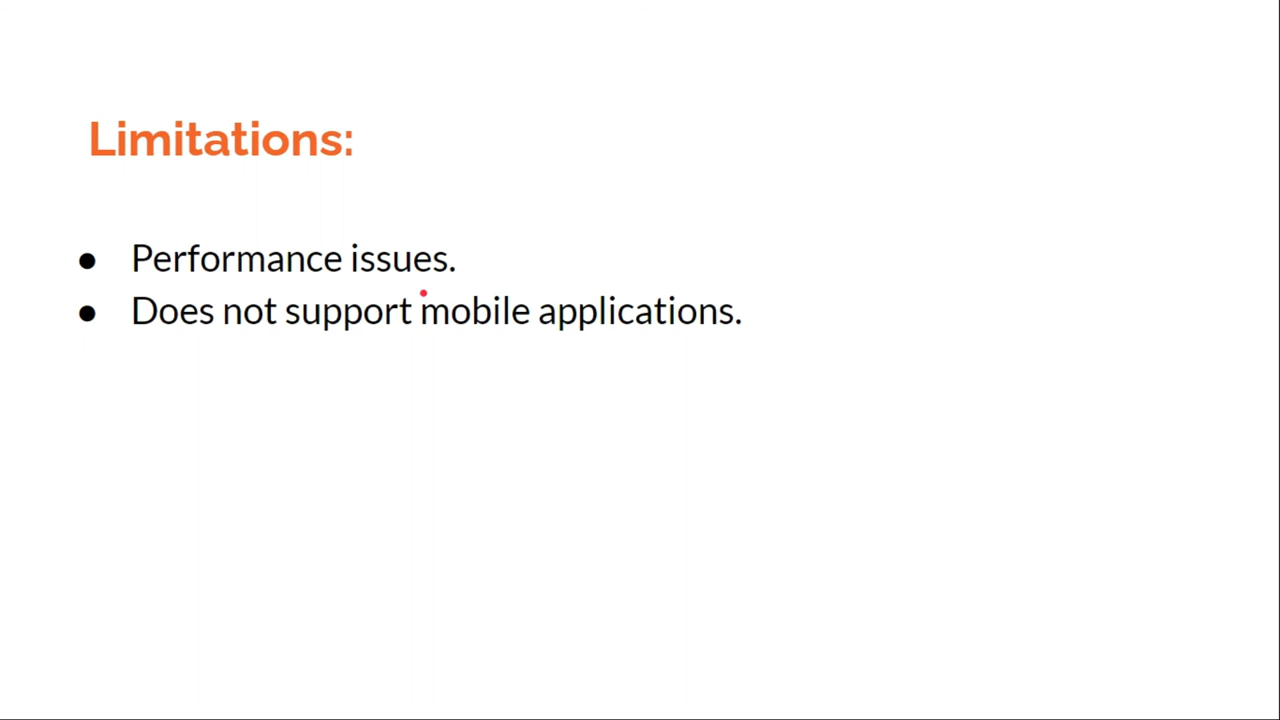 Limitations:
● Performance issues.
● Does not support mobile applications.